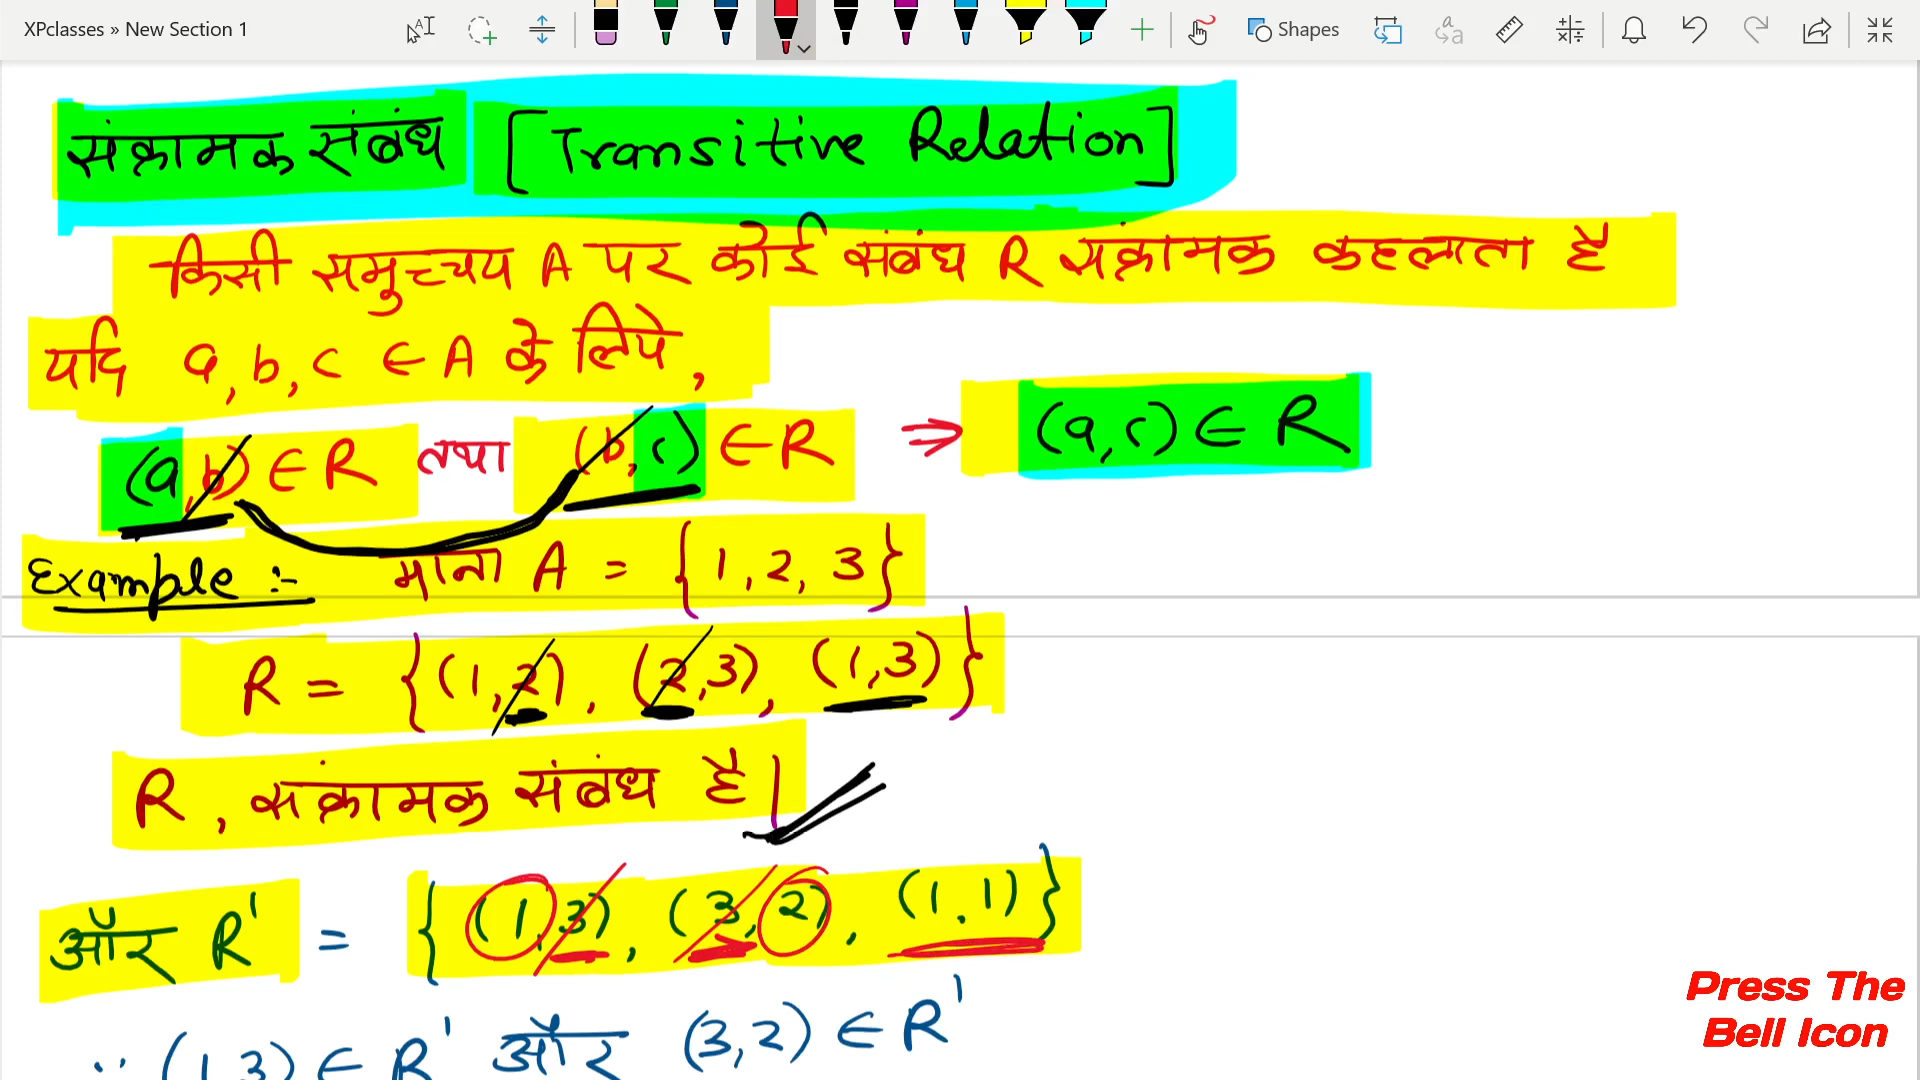 XPclasses » New Section 1
Shapes
संक्रामक संबंध [Transitive Relation]
किसी समुच्चय A पर कोई संबंध R संक्रामक कहलाता है
यदि a, b, c ∈ A के लिये,
(a, b) ∈ R तथा (b, c) ∈ R ⇒ (a, c) ∈ R
Example :- माना A = {1, 2, 3}
R = {(1, 2), (2, 3), (1, 3)}
R, संक्रामक संबंध है|
और R' = {(1, 3), (3, 2), (1, 1)}
∵ (1, 3) ∈ R' और (3, 2) ∈ R'
Press The
Bell Icon